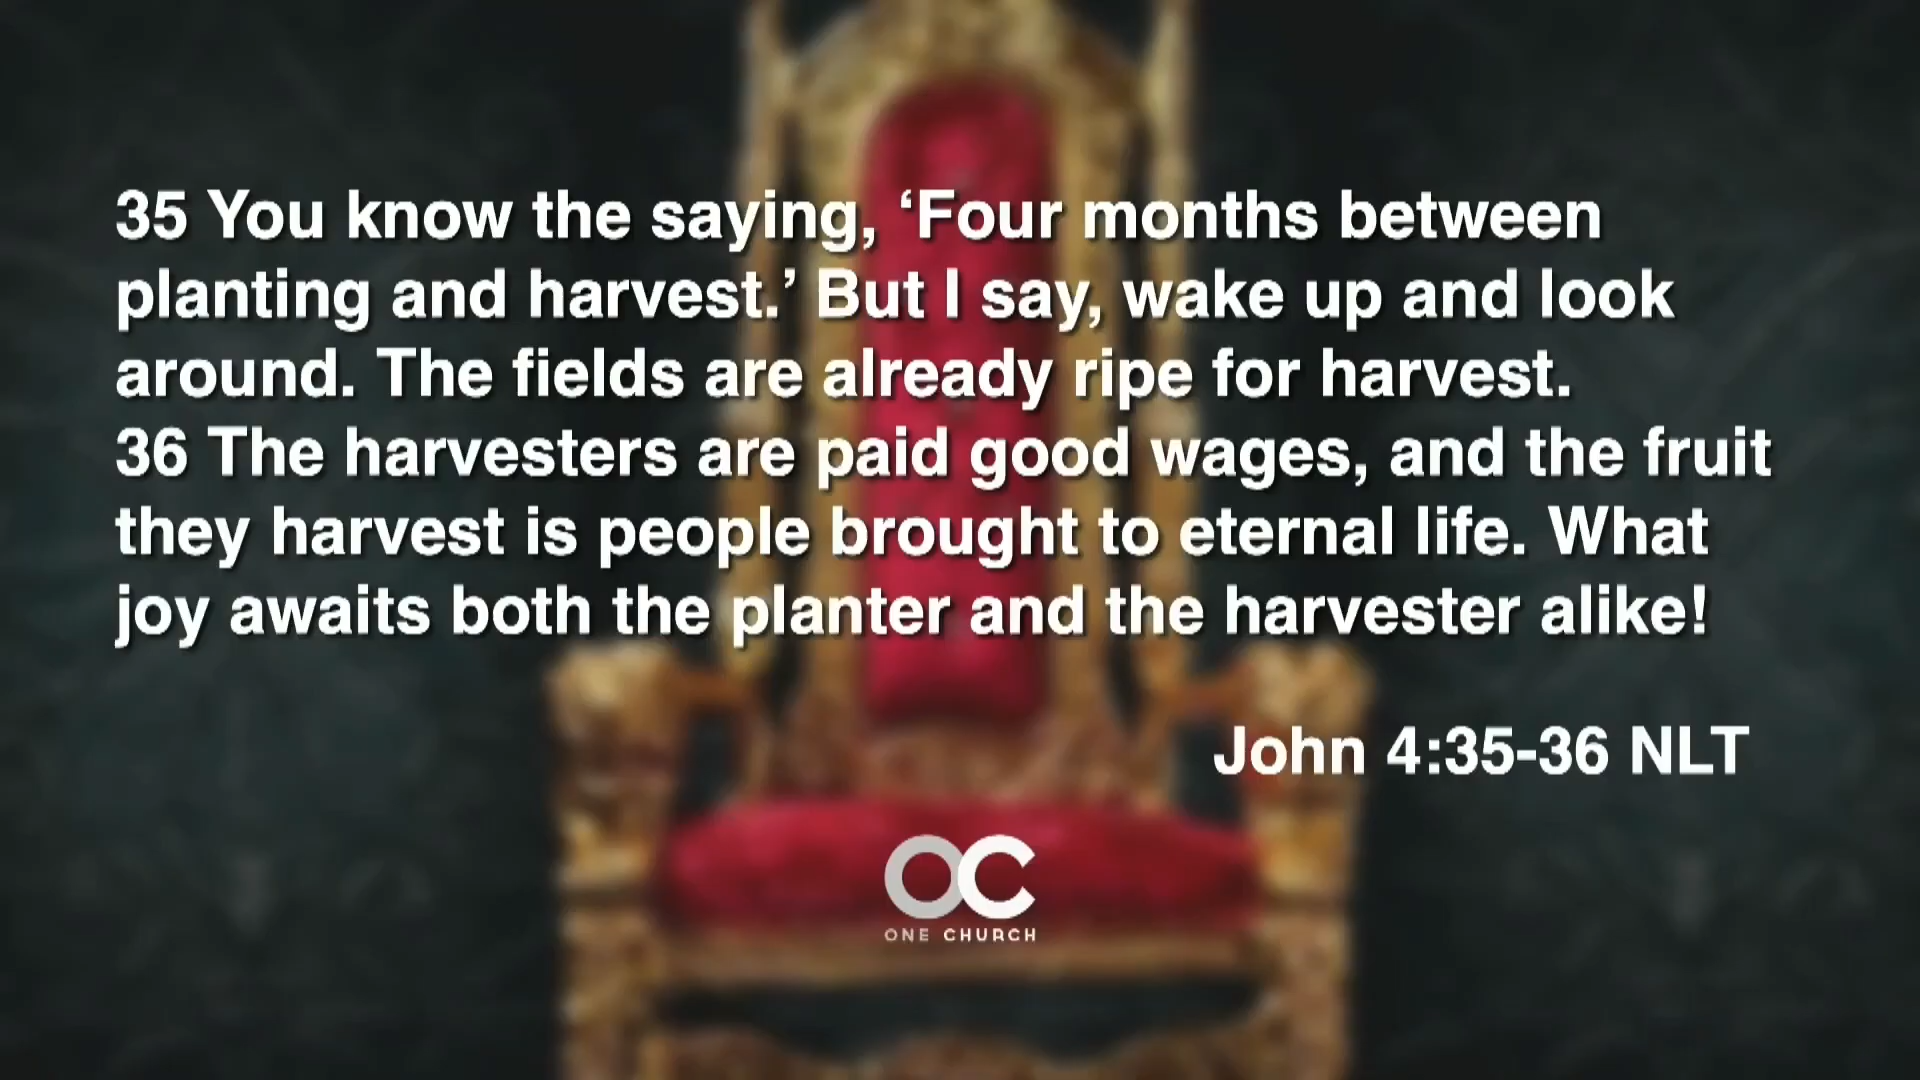 35 You know the saying, ‘Four months between
planting and harvest.’ But I say, wake up and look
around. The fields are already ripe for harvest.
36 The harvesters are paid good wages, and the fruit
they harvest is people brought to eternal life. What
joy awaits both the planter and the harvester alike!
John 4:35-36 NLT
OC
ONE CHURCH